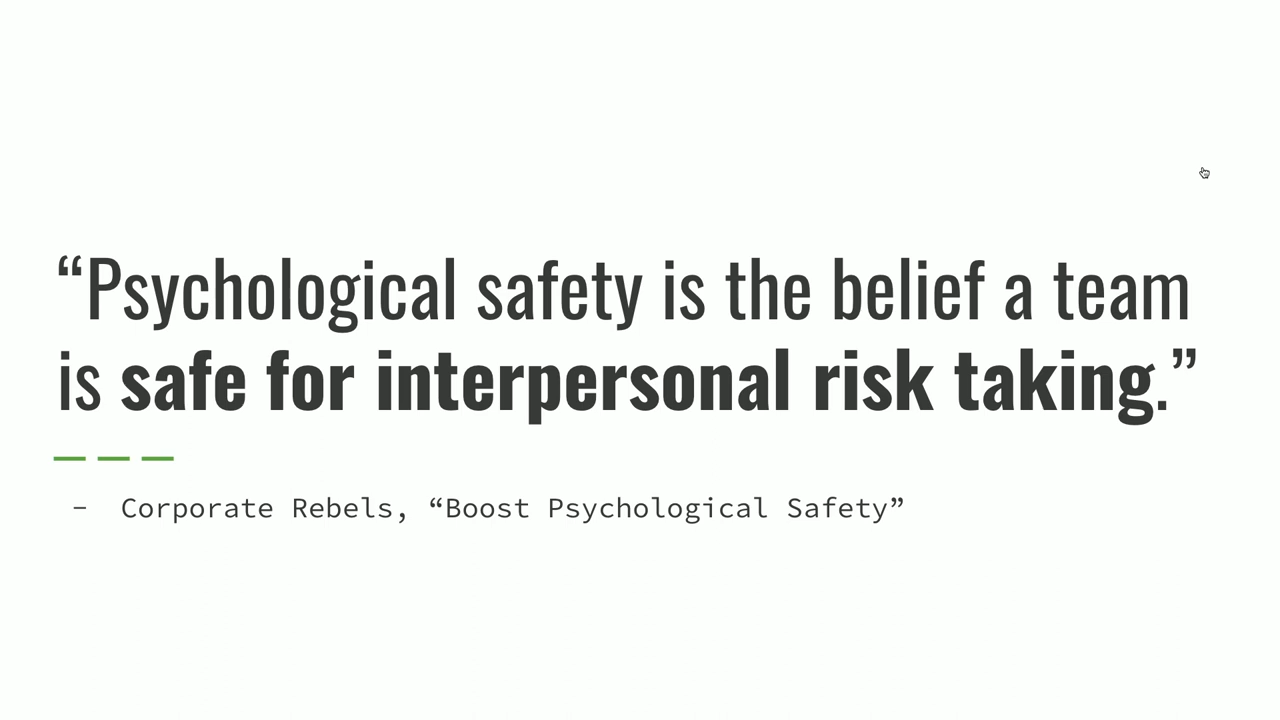 “Psychological safety is the belief a team
is safe for interpersonal risk taking.”
- Corporate Rebels, “Boost Psychological Safety”